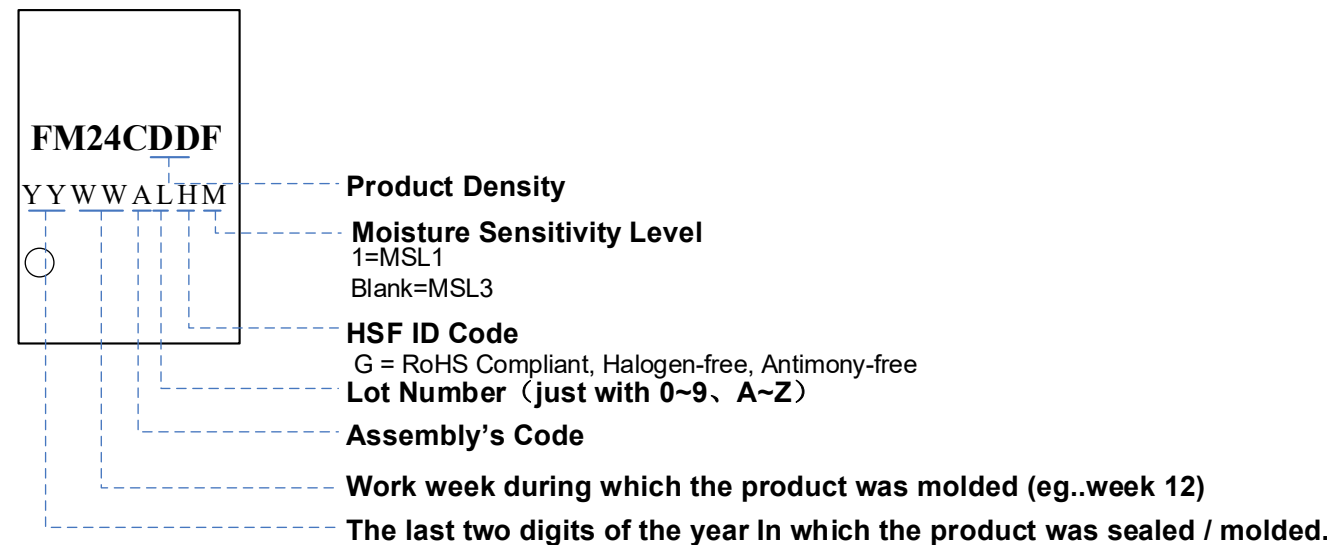 FM24CDDF
YYWWALHM
Product Density
Moisture Sensitivity Level
1=MSL1
Blank=MSL3
HSF ID Code
G = RoHS Compliant, Halogen-free, Antimony-free
Lot Number（just with 0~9、A~Z）
Assembly's Code
Work week during which the product was molded (eg..week 12)
The last two digits of the year In which the product was sealed / molded.